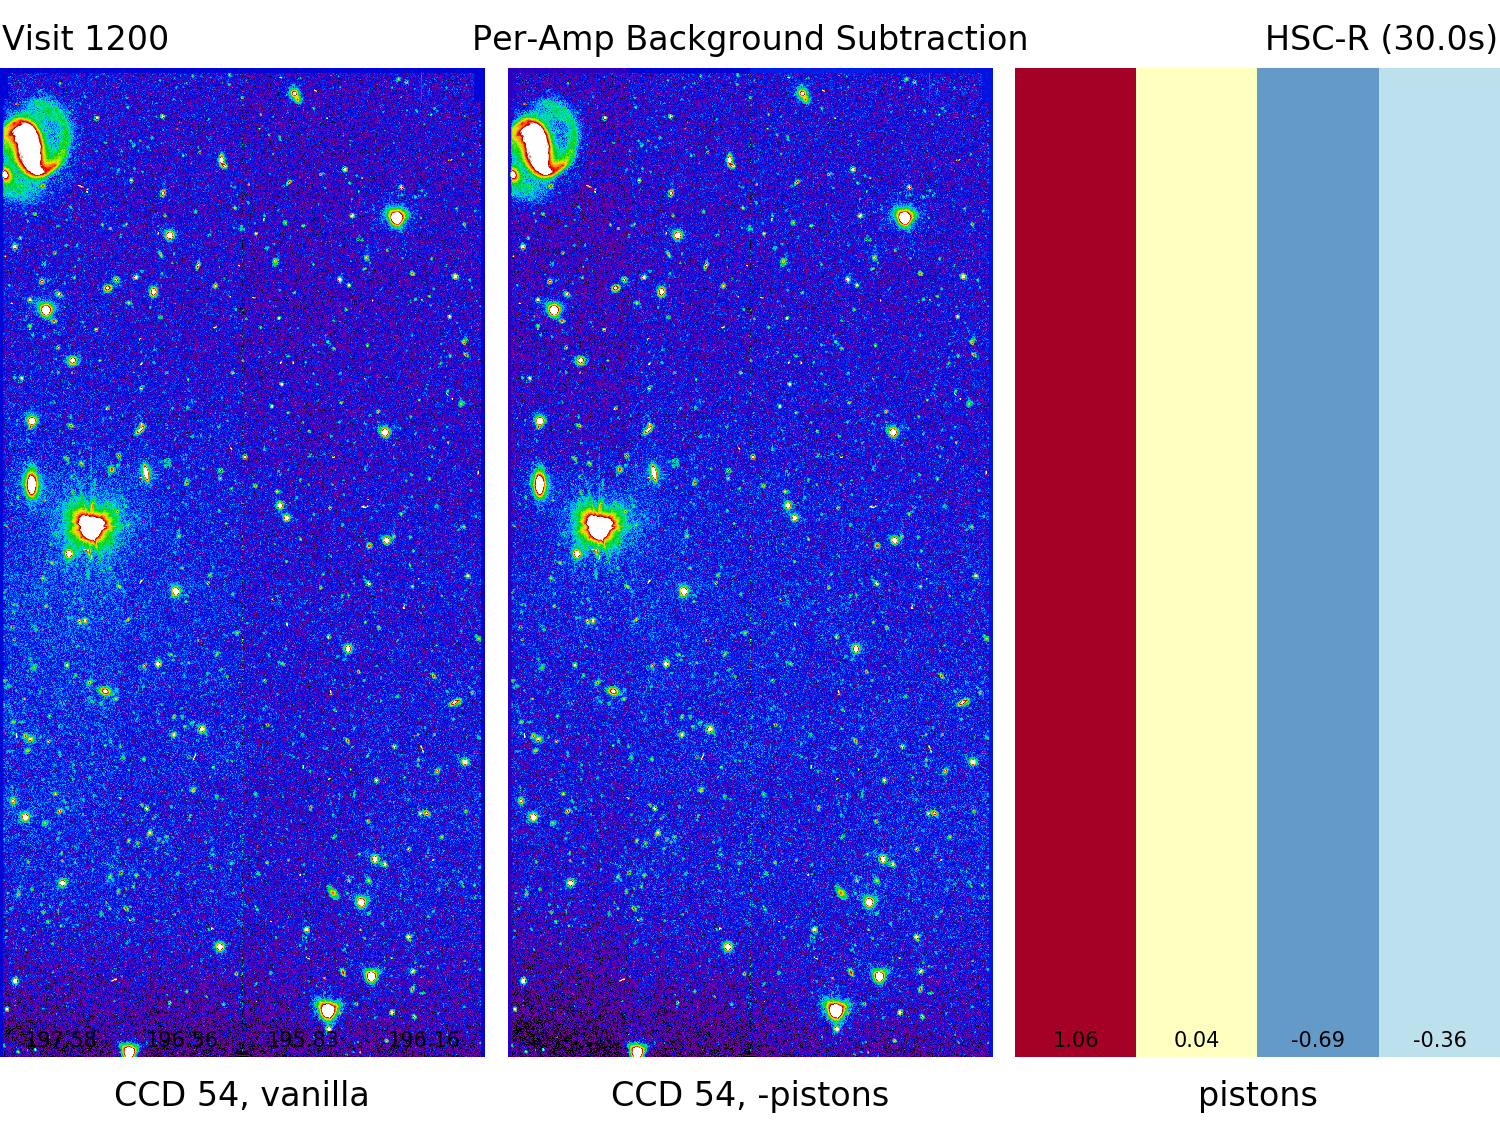 Visit 1200 Per-Amp Background Subtraction HSC-R (30.0s)
197.58 196.56 195.83 196.16 1.06 0.04 -0.69 -0.36
CCD 54, vanilla CCD 54, -pistons pistons